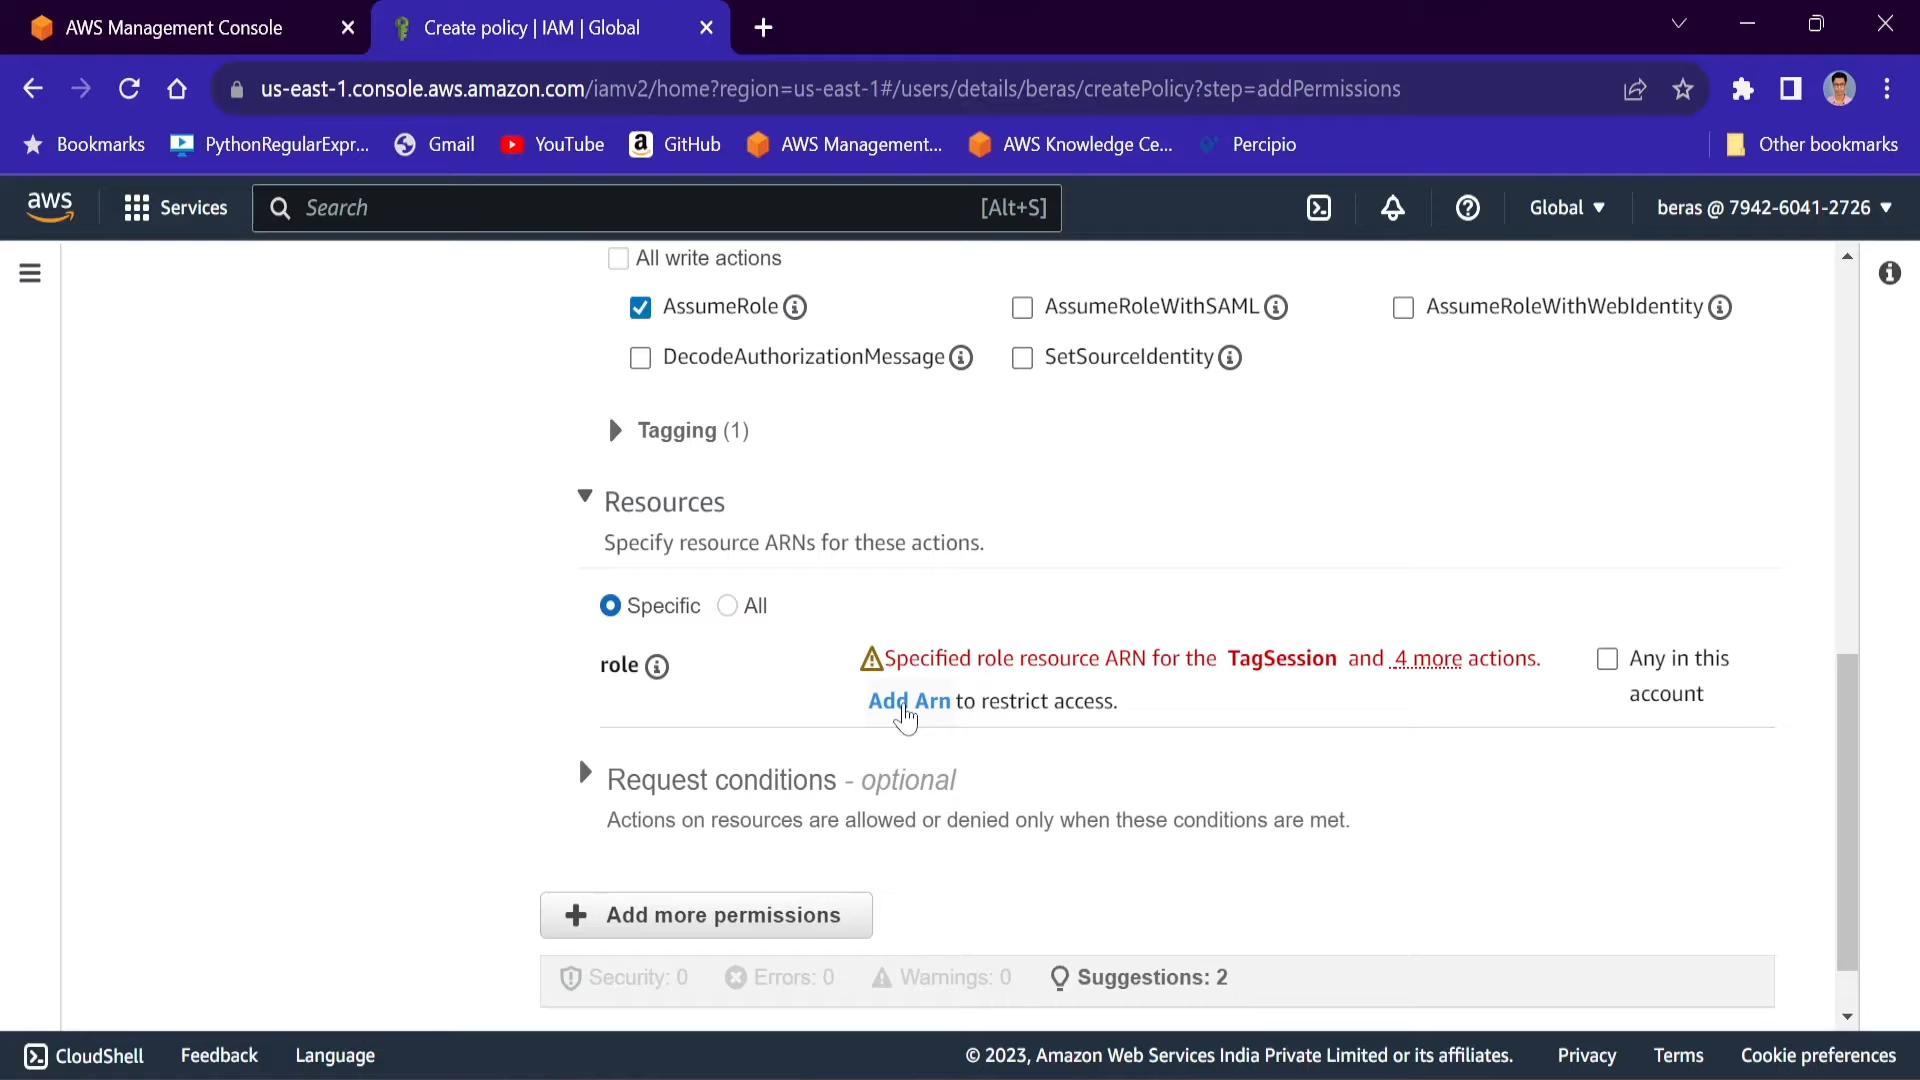 AWS Management Console
Create policy | IAM | Global
us-east-1.console.aws.amazon.com/iamv2/home?region=us-east-1#/users/details/beras/createPolicy?step=addPermissions
Bookmarks PythonRegularExpr... Gmail YouTube GitHub AWS Management... AWS Knowledge Ce... Percipio Other bookmarks
aws Services Search [Alt+S] Global beras @ 7942-6041-2726
All write actions
AssumeRole AssumeRoleWithSAML AssumeRoleWithWebIdentity
DecodeAuthorizationMessage SetSourceIdentity
Tagging (1)
Resources
Specify resource ARNs for these actions.
Specific All
role Specified role resource ARN for the TagSession and 4 more actions. Any in this
account
Add Arn to restrict access.
Request conditions - optional
Actions on resources are allowed or denied only when these conditions are met.
Add more permissions
Security: 0 Errors: 0 Warnings: 0 Suggestions: 2
CloudShell Feedback Language © 2023, Amazon Web Services India Private Limited or its affiliates. Privacy Terms Cookie preferences